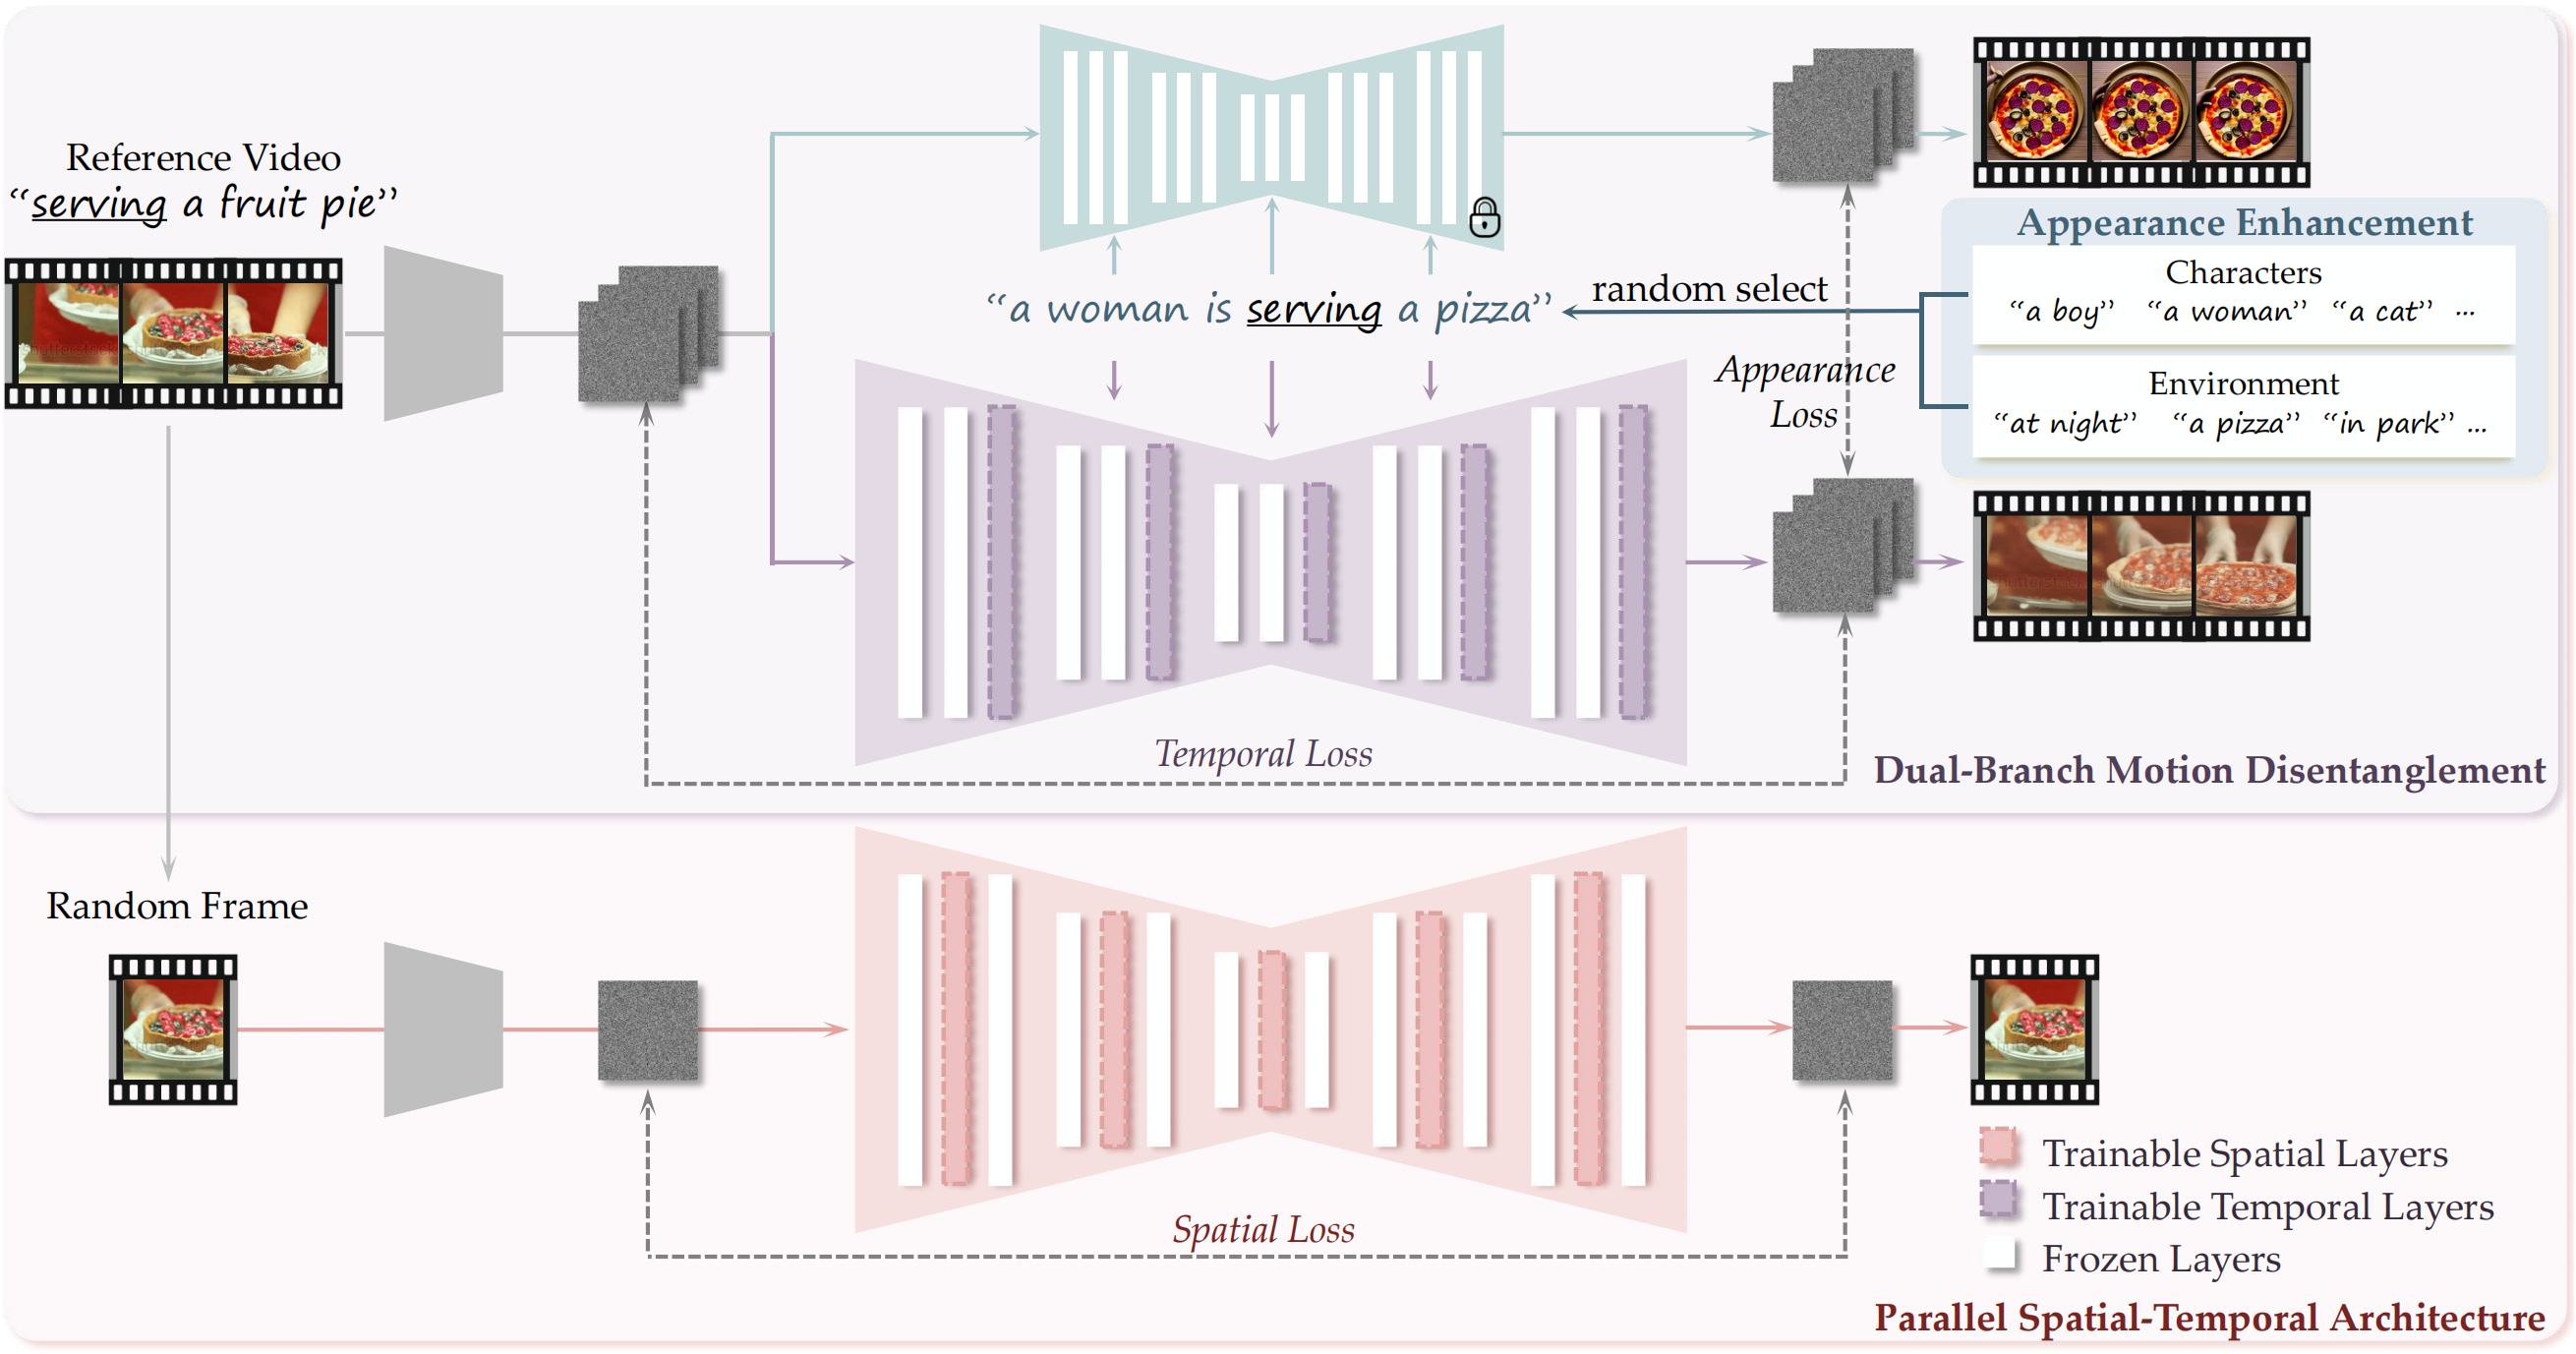 Reference Video
“serving a fruit pie”
“a woman is serving a pizza”
random select
Appearance Enhancement
Characters
“a boy” “a woman” “a cat” ...
Environment
“at night” “a pizza” “in park” ...
Appearance
Loss
Temporal Loss
Dual-Branch Motion Disentanglement
Random Frame
Spatial Loss
Trainable Spatial Layers
Trainable Temporal Layers
Frozen Layers
Parallel Spatial-Temporal Architecture